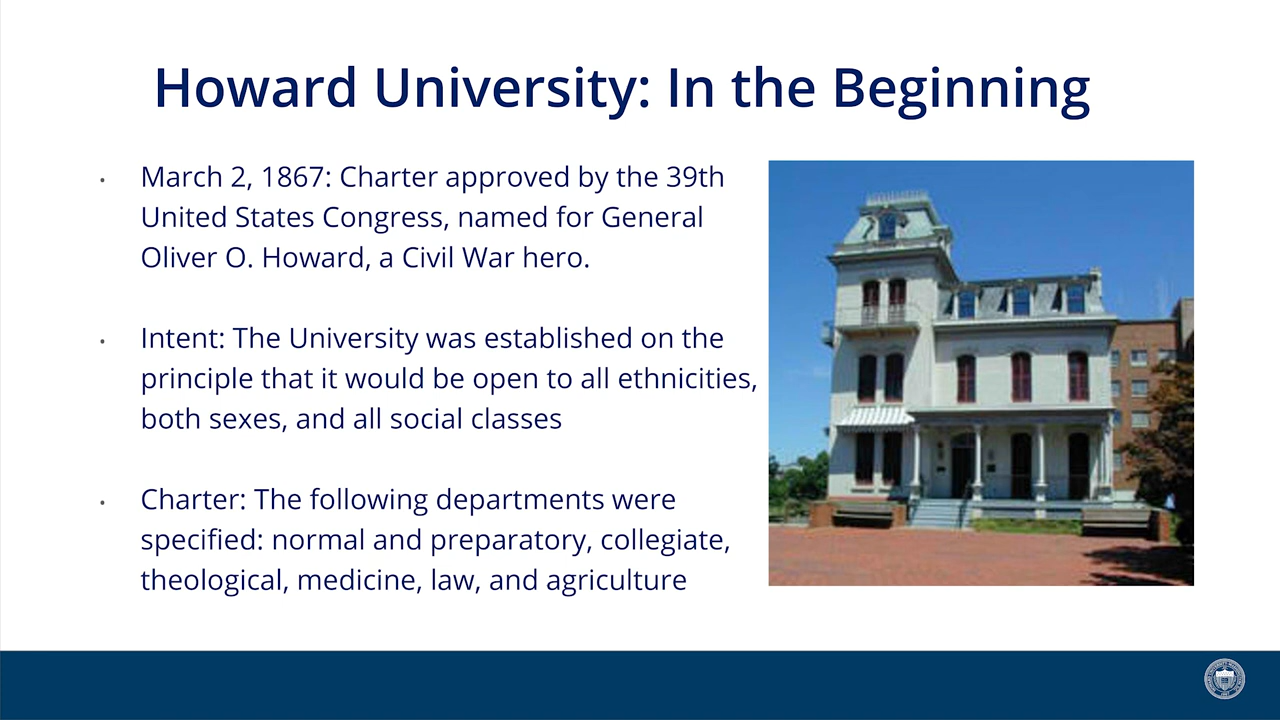 Howard University: In the Beginning
• March 2, 1867: Charter approved by the 39th
United States Congress, named for General
Oliver O. Howard, a Civil War hero.
• Intent: The University was established on the
principle that it would be open to all ethnicities,
both sexes, and all social classes
• Charter: The following departments were
specified: normal and preparatory, collegiate,
theological, medicine, law, and agriculture